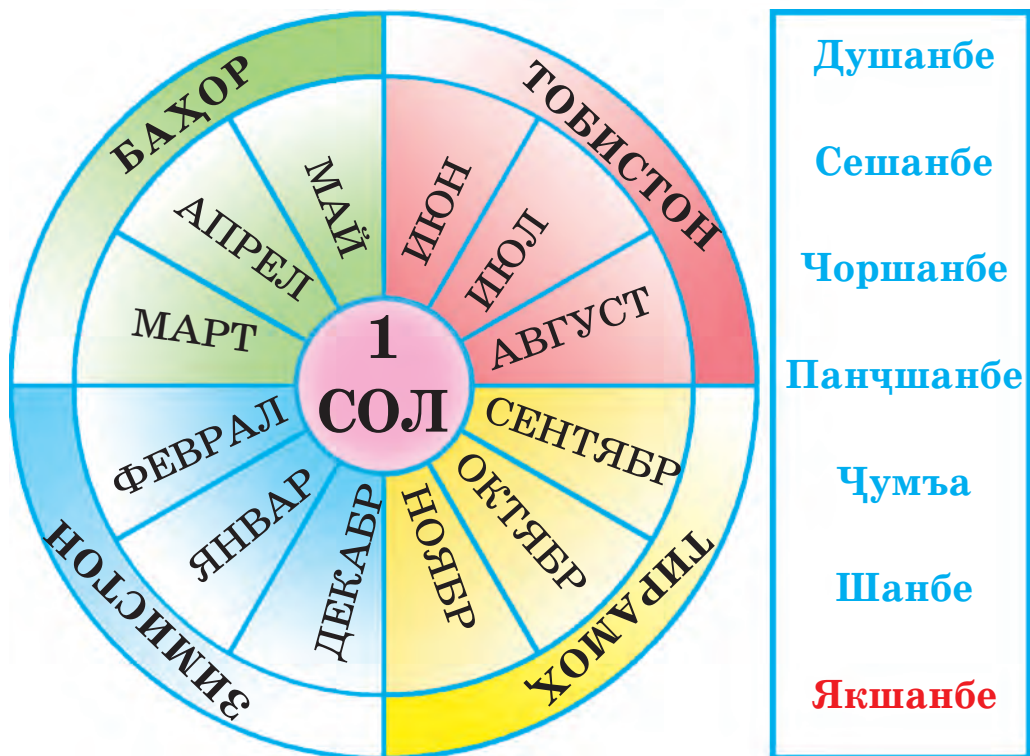 БАҲОР
ТОБИСТОН
ТИРАМОҲ
ЗИМИСТОН
МАРТ
АПРЕЛ
МАЙ
ИЮН
ИЮЛ
АВГУСТ
СЕНТЯБР
ОКТЯБР
НОЯБР
ДЕКАБР
ЯНВАР
ФЕВРАЛ
1
СОЛ
Душанбе
Сешанбе
Чоршанбе
Панҷшанбе
Ҷумъа
Шанбе
Якшанбе